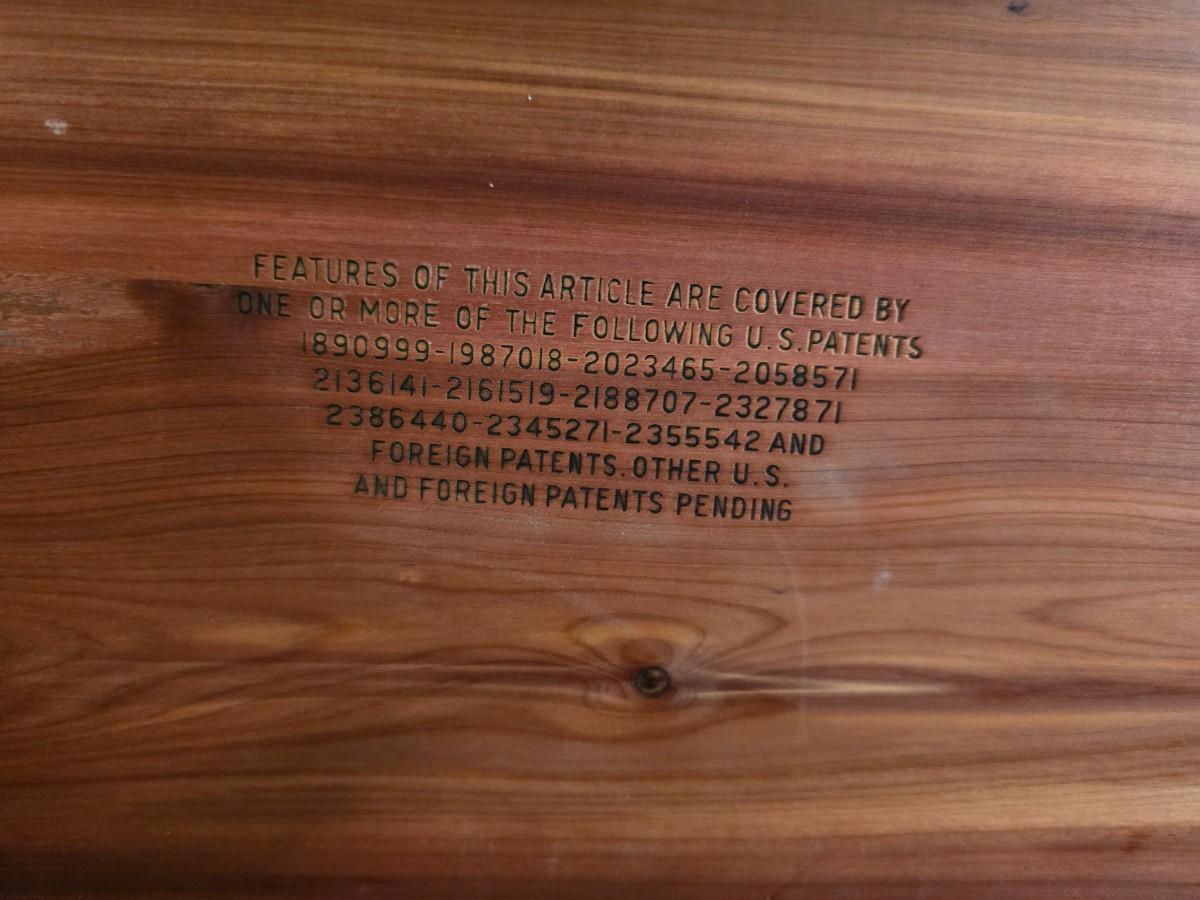 FEATURES OF THIS ARTICLE ARE COVERED BY
ONE OR MORE OF THE FOLLOWING U.S. PATENTS
1890999-1987018-2023465-2058571
2136141-2161519-2188707-2327871
2386440-2345271-2355542 AND
FOREIGN PATENTS. OTHER U.S.
AND FOREIGN PATENTS PENDING